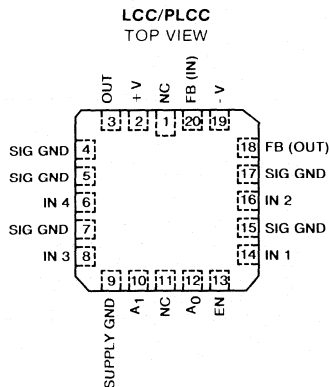 LCC/PLCC
TOP VIEW
OUT
+ V
NC
FB (IN)
- V
3
2
1
20
19
SIG GND 4
18 FB (OUT)
SIG GND 5
17 SIG GND
IN 4 6
16 IN 2
SIG GND 7
15 SIG GND
IN 3 8
14 IN 1
9
10
11
12
13
SUPPLY GND
A1
NC
A0
EN